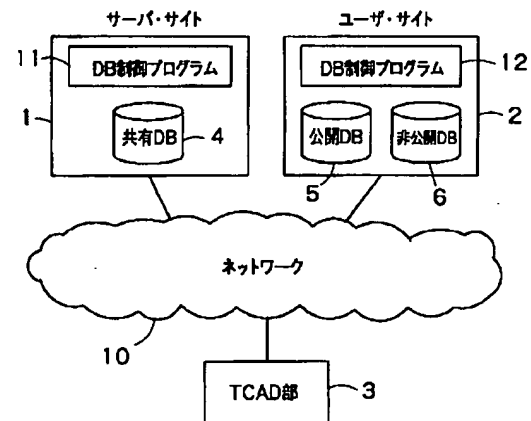 サーバ・サイト
ユーザ・サイト
11
DB制御プログラム
DB制御プログラム
12
1
共有DB
4
公開DB
非公開DB
2
5
6
ネットワーク
10
TCAD部
3